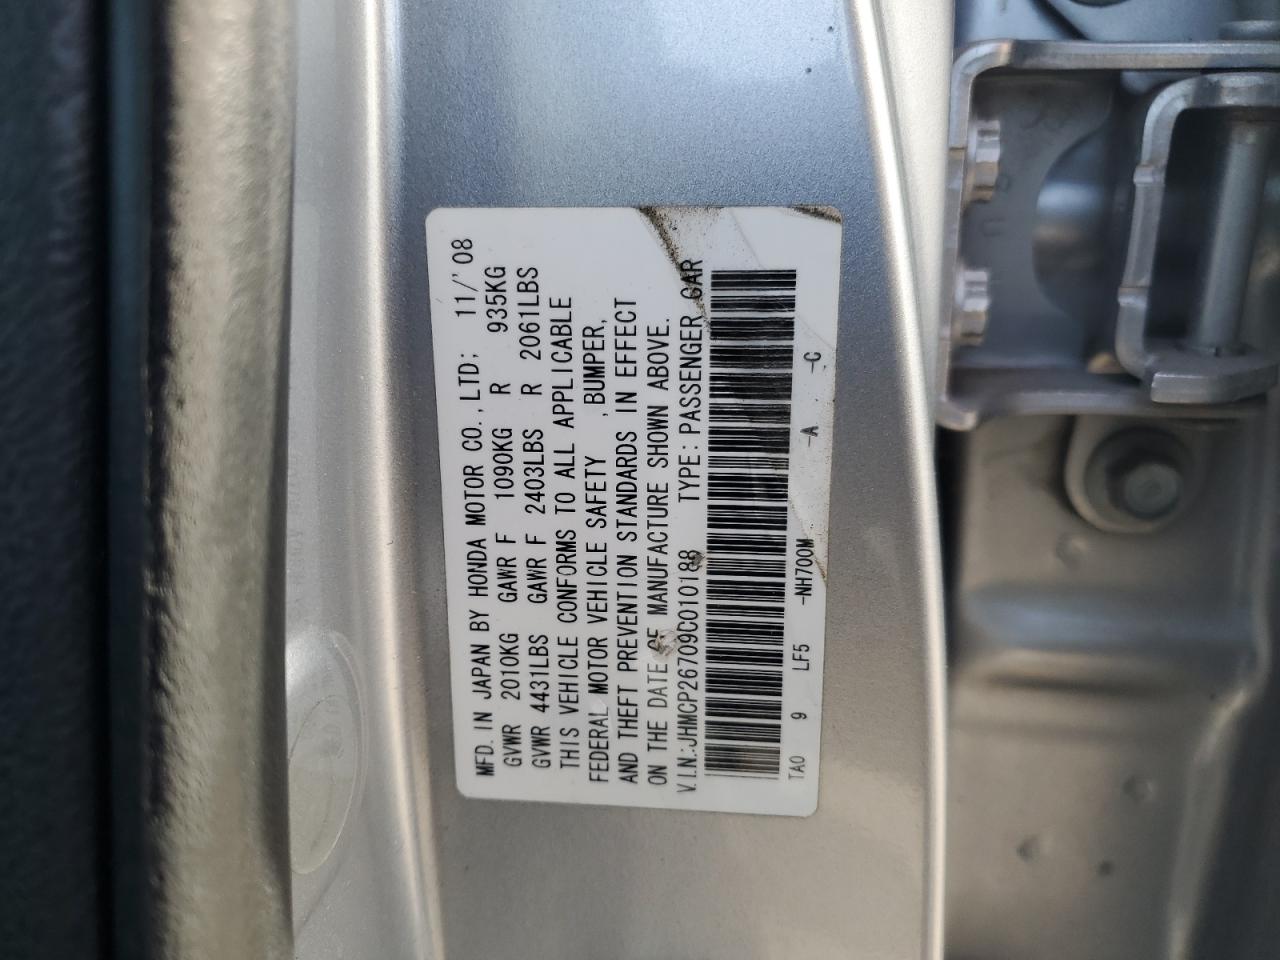 MFD. IN JAPAN BY HONDA MOTOR CO., LTD; 11/'08
GVWR 2010KG GAWR F 1090KG R 935KG
GVWR 4431LBS GAWR F 2403LBS R 2061LBS
THIS VEHICLE CONFORMS TO ALL APPLICABLE
FEDERAL MOTOR VEHICLE SAFETY ,BUMPER,
AND THEFT PREVENTION STANDARDS IN EFFECT
ON THE DATE OF MANUFACTURE SHOWN ABOVE.
V.I.N.:JHMCP26709C010188 TYPE: PASSENGER CAR
TA0 9 LF5 -NH700M -A -C